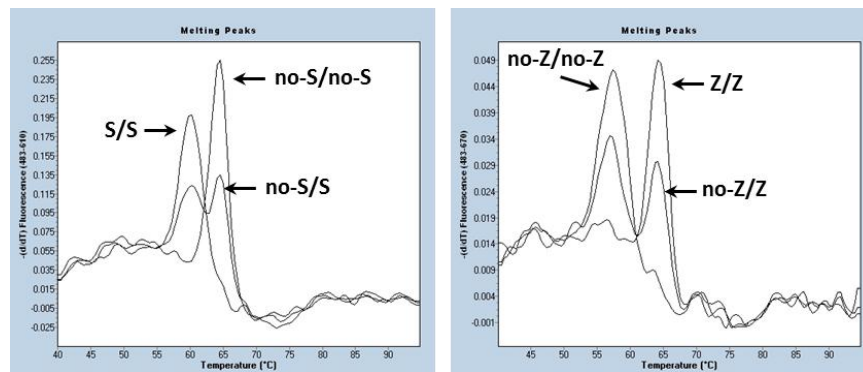 Melting Peaks
0.255
0.235
0.215
0.195
0.175
0.155
0.135
0.115
0.095
0.075
0.055
0.035
0.015
-0.005
-0.025
-(d/dT) Fluorescence (483-610)
no-S/no-S
S/S
no-S/S
40 45 50 55 60 65 70 75 80 85 90
Temperature (°C)
Melting Peaks
0.049
0.044
0.039
0.034
0.029
0.024
0.019
0.014
0.009
0.004
-0.001
-(d/dT) Fluorescence (483-670)
no-Z/no-Z
Z/Z
no-Z/Z
45 50 55 60 65 70 75 80 85 90
Temperature (°C)